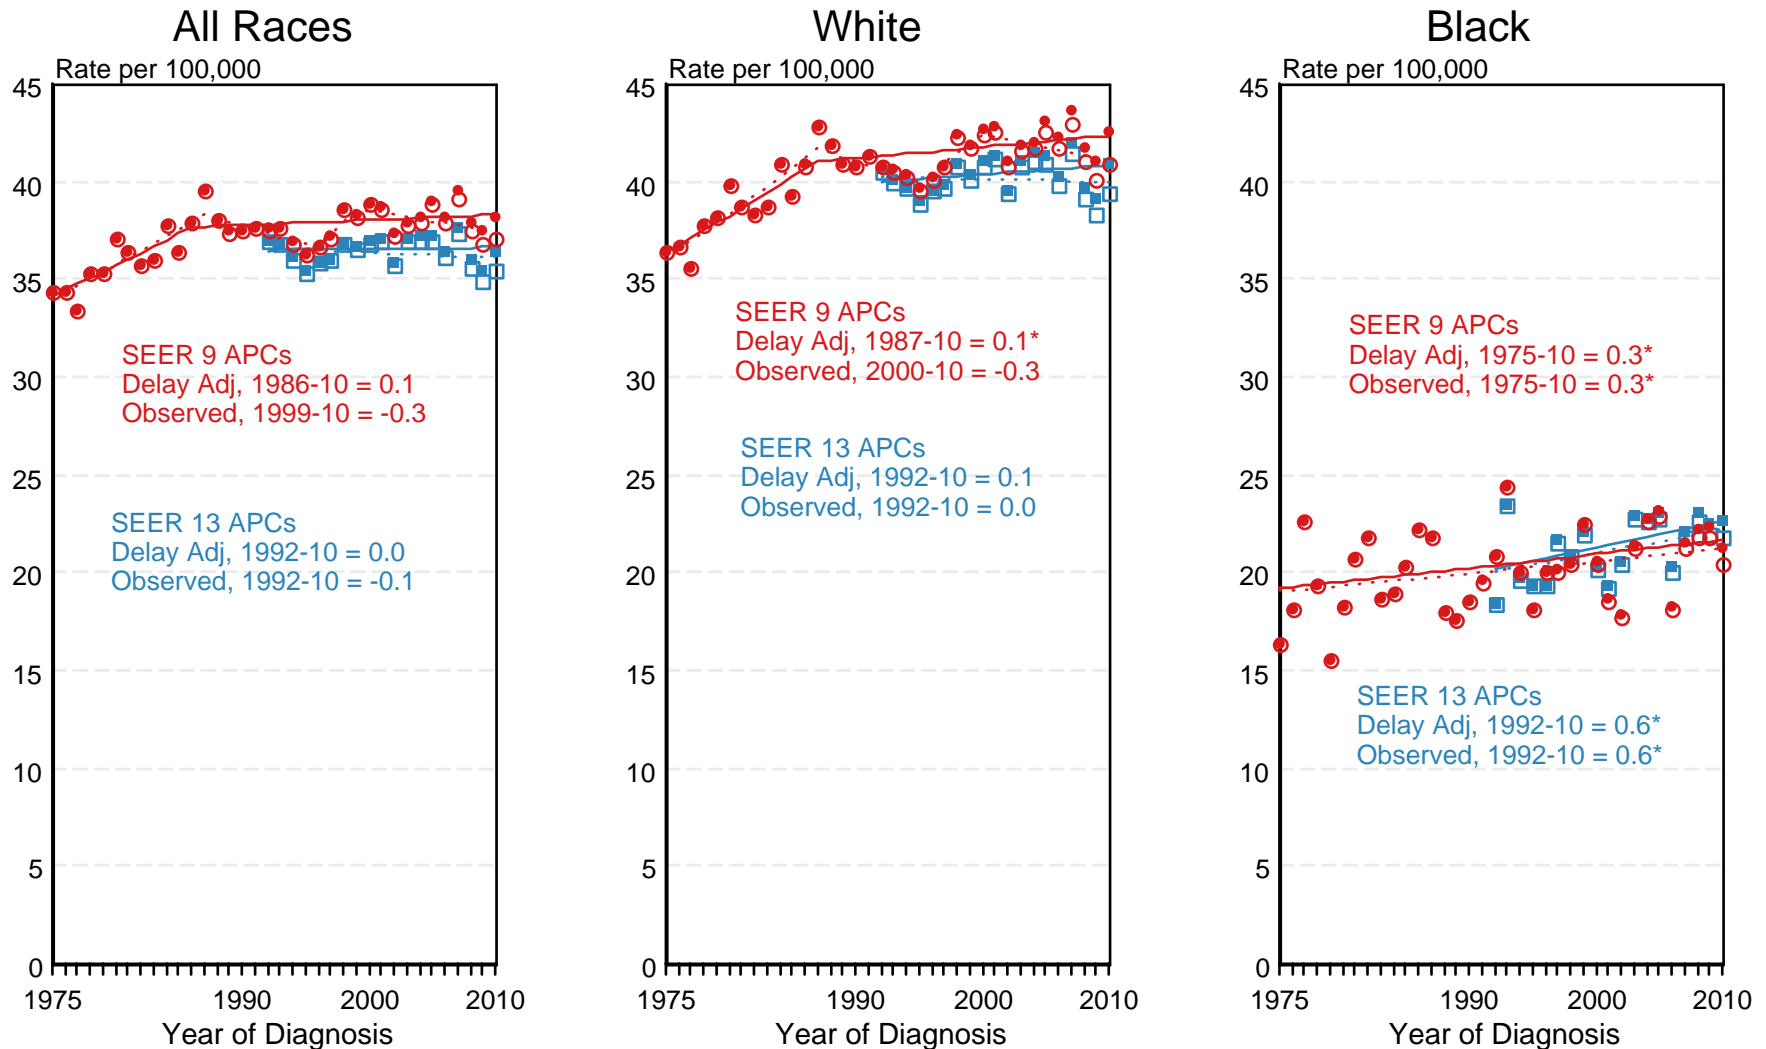 All Races
Rate per 100,000
45
40
35
30
25
20
15
10
5
0
SEER 9 APCs
Delay Adj, 1986-10 = 0.1
Observed, 1999-10 = -0.3
SEER 13 APCs
Delay Adj, 1992-10 = 0.0
Observed, 1992-10 = -0.1
1975 1990 2000 2010
Year of Diagnosis
White
Rate per 100,000
45
40
35
30
25
20
15
10
5
0
SEER 9 APCs
Delay Adj, 1987-10 = 0.1*
Observed, 2000-10 = -0.3
SEER 13 APCs
Delay Adj, 1992-10 = 0.1
Observed, 1992-10 = 0.0
1975 1990 2000 2010
Year of Diagnosis
Black
Rate per 100,000
45
40
35
30
25
20
15
10
5
0
SEER 9 APCs
Delay Adj, 1975-10 = 0.3*
Observed, 1975-10 = 0.3*
SEER 13 APCs
Delay Adj, 1992-10 = 0.6*
Observed, 1992-10 = 0.6*
1975 1990 2000 2010
Year of Diagnosis